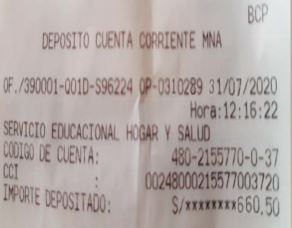 BCP
DEPOSITO CUENTA CORRIENTE MNA
OF./390001-001D-S96224 OP-0310289 31/07/2020
Hora:12:16:22
SERVICIO EDUCACIONAL HOGAR Y SALUD
CODIGO DE CUENTA: 480-2155770-0-37
CCI : 00248000215577003720
IMPORTE DEPOSITADO: S/********660.50